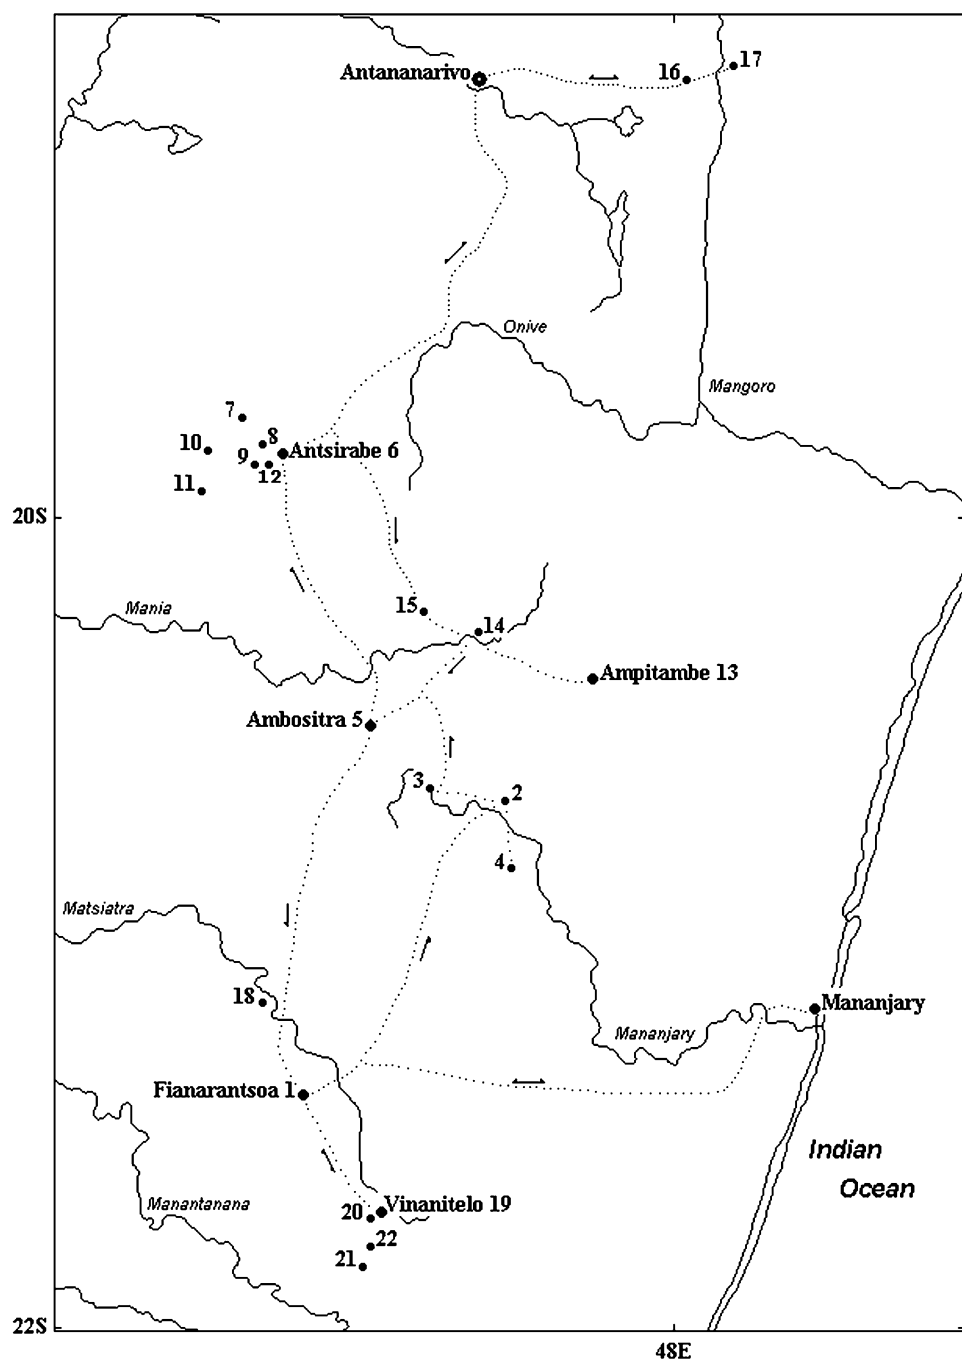 Antananarivo
16
17
Onive
Mangoro
7
8
10
Antsirabe 6
9
12
11
20S
15
Mania
14
Ampitambe 13
Ambositra 5
3
2
4
Matsiatra
18
Mananjary
Mananjary
Fianarantsoa 1
Indian
Ocean
Manantanana
Vinanitelo 19
20
22
21
22S
48E